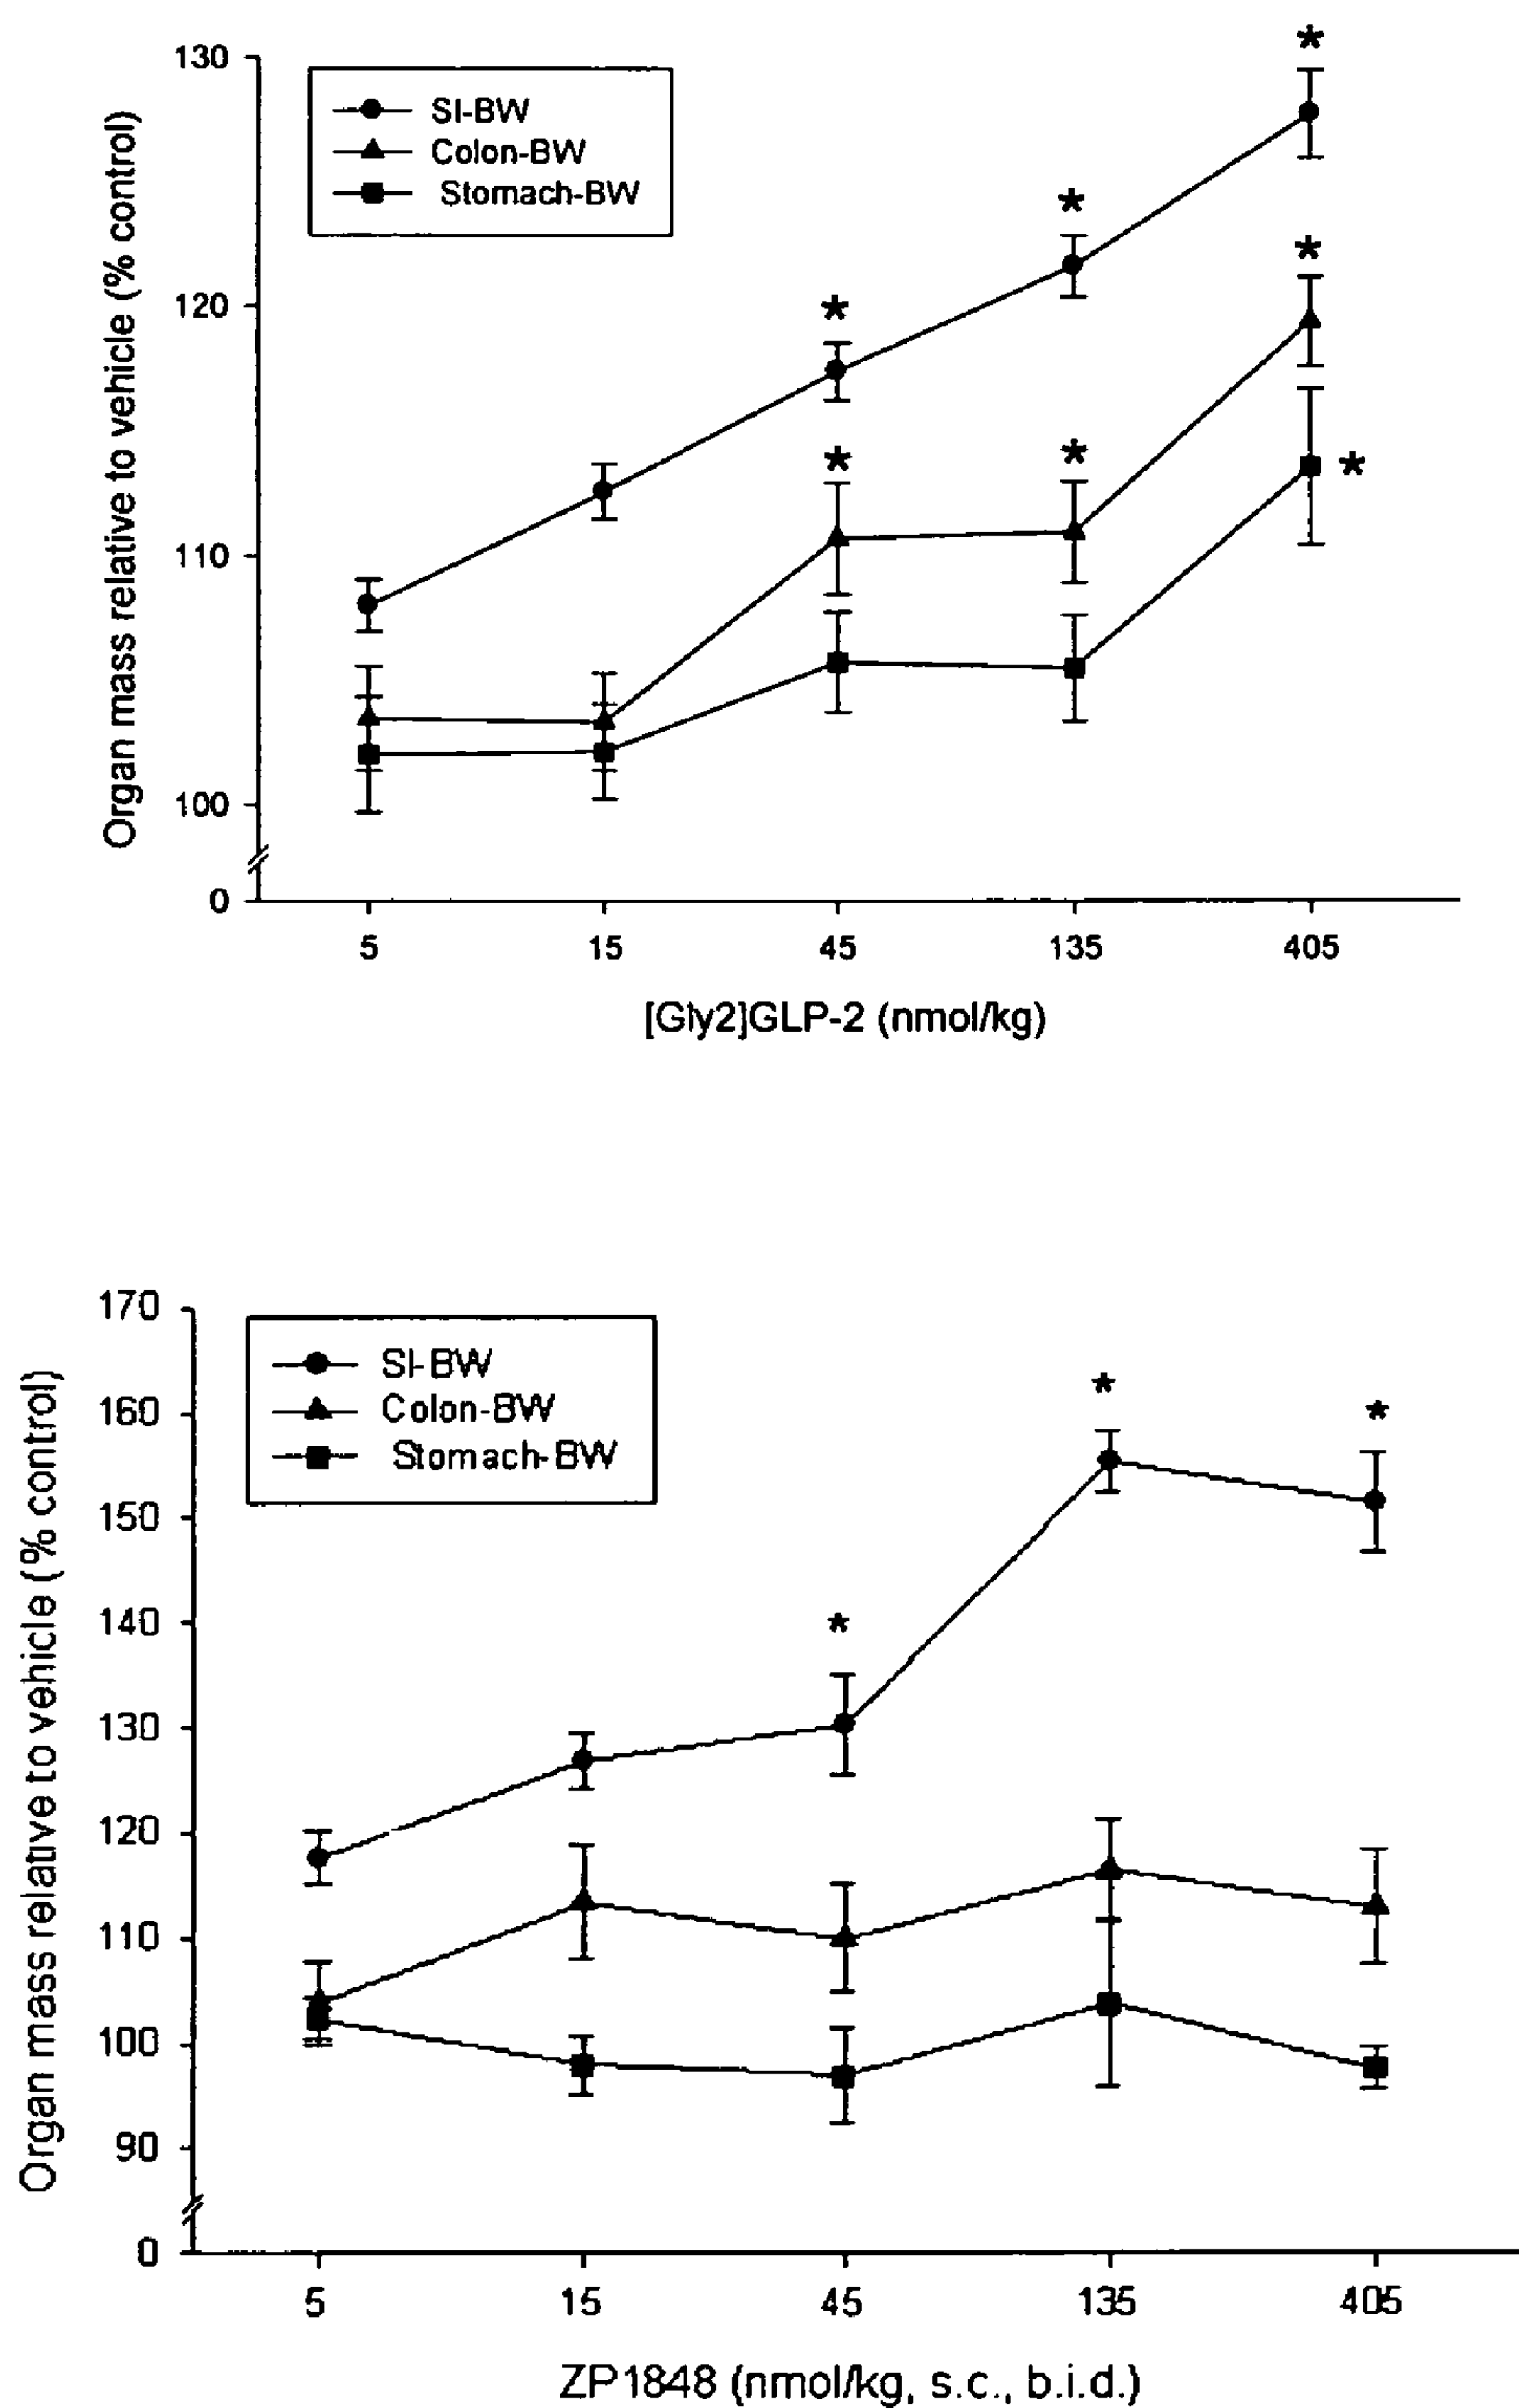 130
120
110
100
0
Organ mass relative to vehicle (% control)
SI-BW
Colon-BW
Stomach-BW
*
*
*
*
*
*
*
5 15 45 135 405
[Gly2]GLP-2 (nmol/kg)
170
160
150
140
130
120
110
100
90
0
Organ mass relative to vehicle (% control)
SI-BW
Colon-BW
Stomach-BW
*
*
*
5 15 45 135 405
ZP1848 (nmol/kg, s.c., b.i.d.)